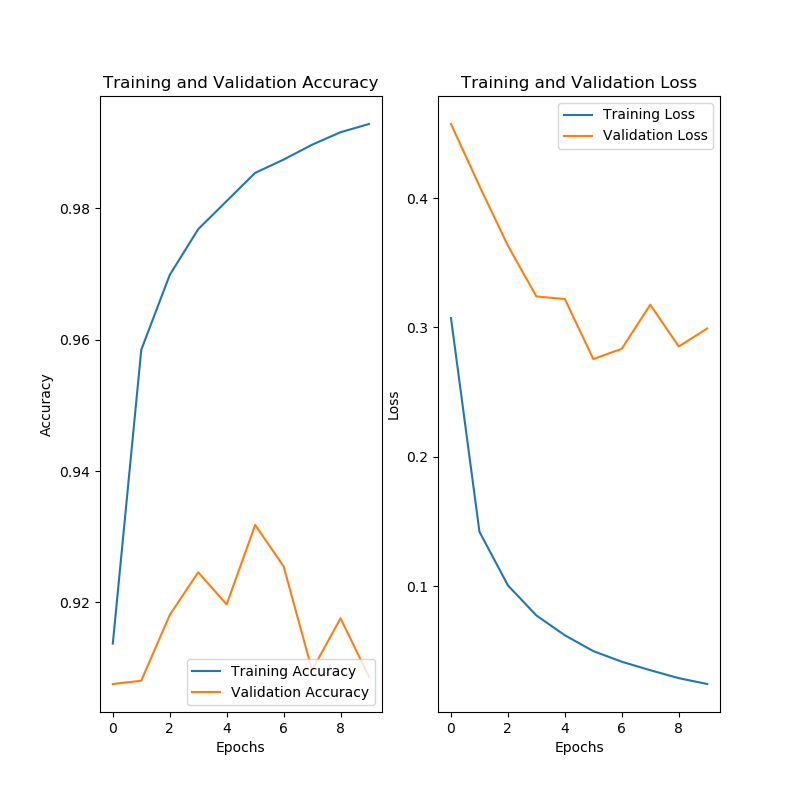 Training and Validation Accuracy
0.98
0.96
0.94
0.92
Accuracy
0 2 4 6 8
Epochs
Training Accuracy
Validation Accuracy
Training and Validation Loss
0.4
0.3
0.2
0.1
Loss
0 2 4 6 8
Epochs
Training Loss
Validation Loss